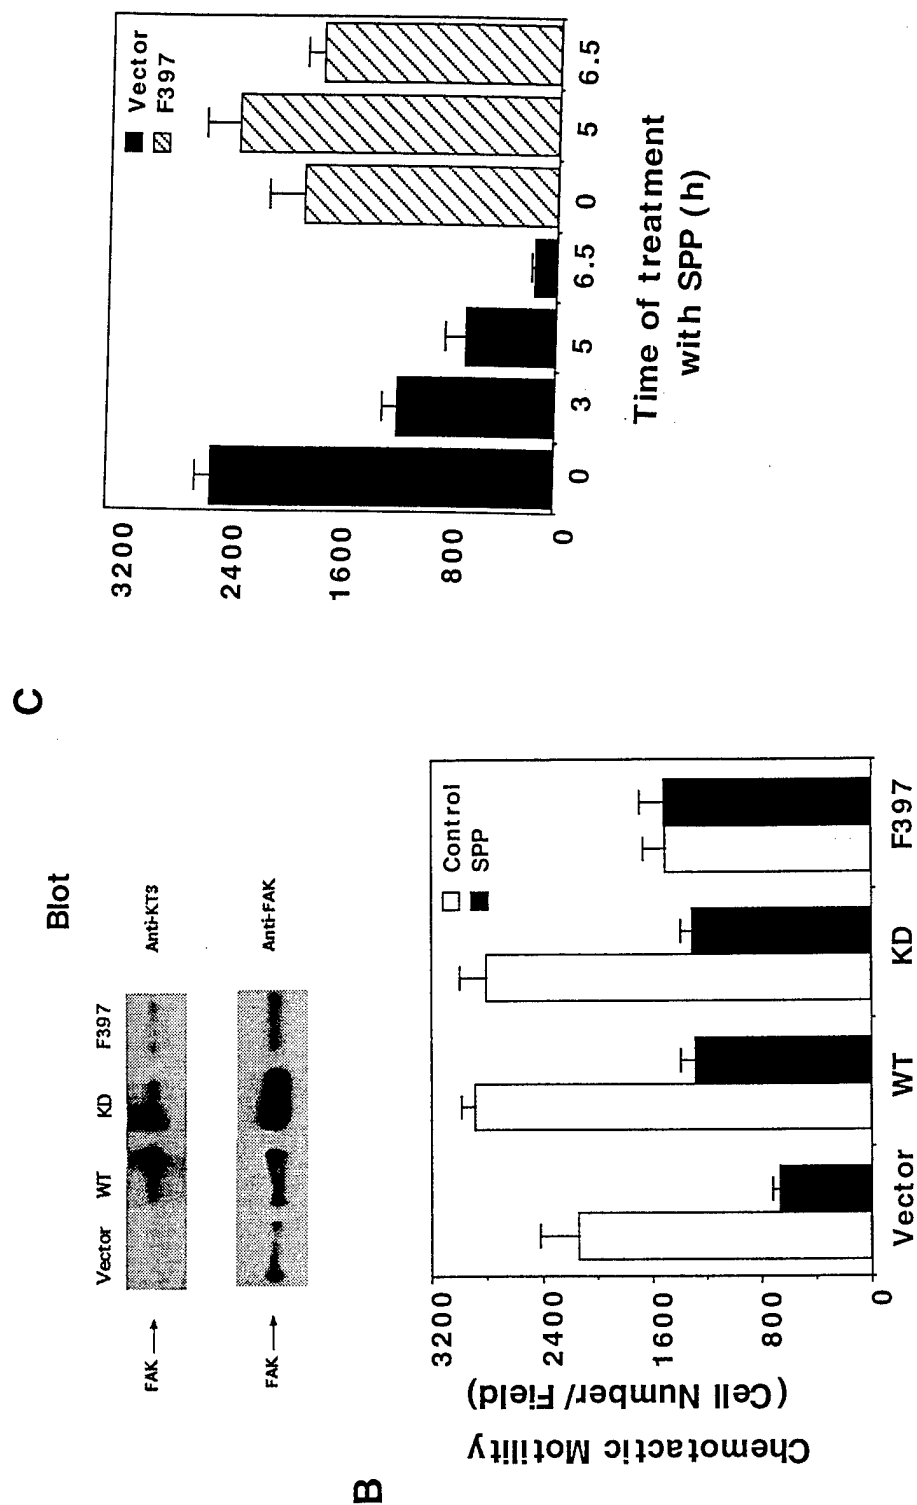 Blot
Vector WT KD F397
FAK → Anti-KT3
FAK → Anti-FAK
B
Chemotactic Motility
(Cell Number/Field)
3200
2400
1600
800
0
Control
SPP
Vector WT KD F397
C
3200
2400
1600
800
0
Vector
F397
0 3 5 6.5 0 5 6.5
Time of treatment
with SPP (h)